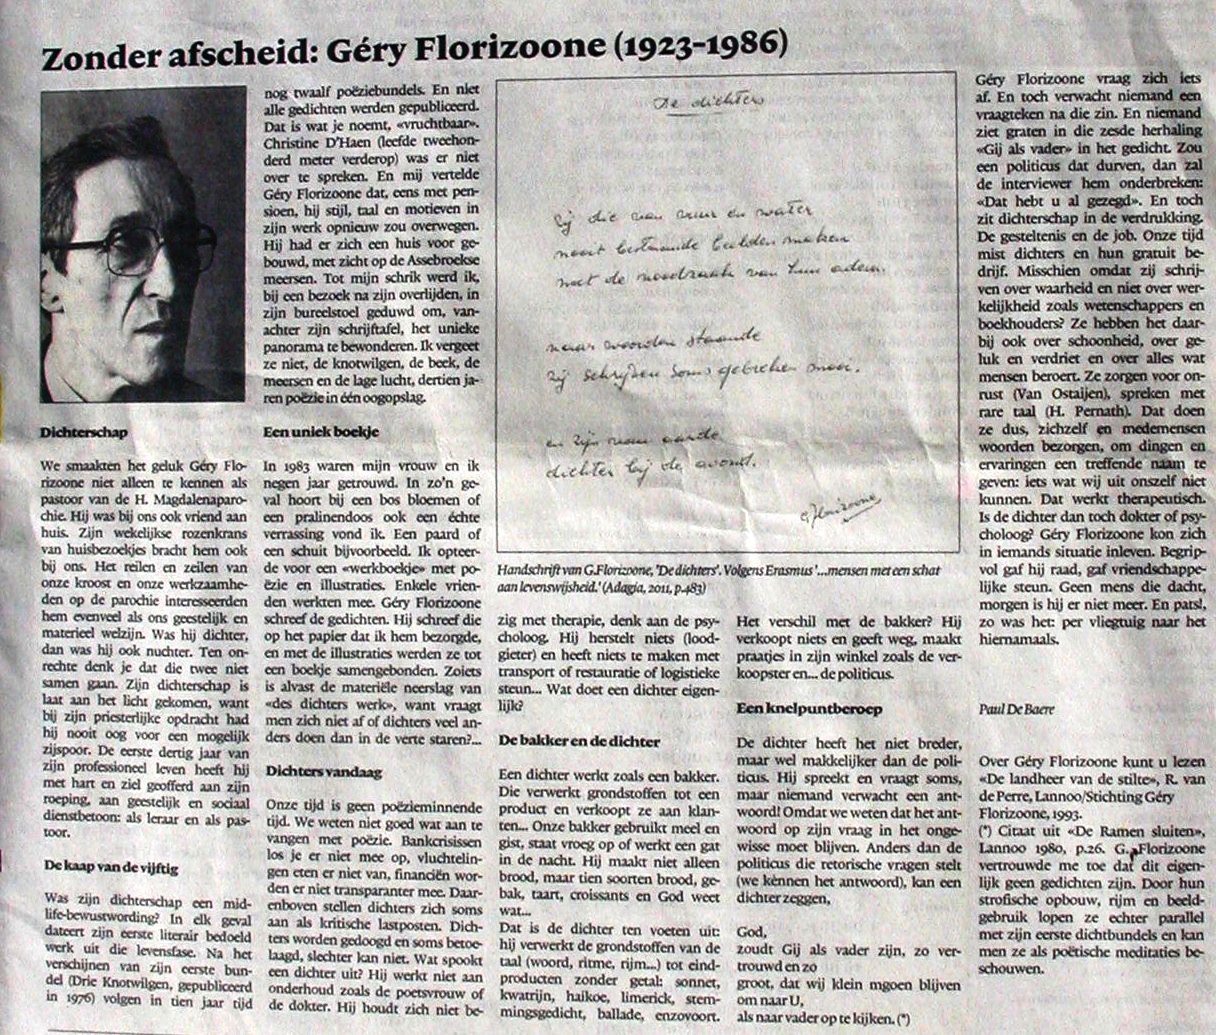 Zonder afscheid: Géry Florizoone (1923-1986)
Dichterschap
We smaakten het geluk Géry Flo-
rizoone niet alleen te kennen als
pastoor van de H. Magdalenaparo-
chie. Hij was bij ons ook vriend aan
huis. Zijn wekelijkse rozenkrans
van huisbezoekjes bracht hem ook
bij ons. Het reilen en zeilen van
onze kroost en onze werkzaamhe-
den op de parochie interesseerden
hem evenveel als ons geestelijk en
materieel welzijn. Was hij dichter,
dan was hij ook nuchter. Ten on-
rechte denk je dat die twee niet
samen gaan. Zijn dichterschap is
laat aan het licht gekomen, want
bij zijn priesterlijke opdracht had
hij nooit oog voor een mogelijk
zijspoor. De eerste dertig jaar van
zijn professioneel leven heeft hij
met hart en ziel geofferd aan zijn
roeping, aan geestelijk en sociaal
dienstbetoon: als leraar en als pas-
toor.
De kaap van de vijftig
Was zijn dichterschap een mid-
life-bewustwording? In elk geval
dateert zijn eerste literair bedoeld
werk uit die levensfase. Na het
verschijnen van zijn eerste bun-
del (Drie Knotwilgen, gepubliceerd
in 1976) volgen in tien jaar tijd
nog twaalf poëziebundels. En niet
alle gedichten werden gepubliceerd.
Dat is wat je noemt, «vruchtbaar».
Christine D'Haen (leefde tweehon-
derd meter verderop) was er niet
over te spreken. En mij vertelde
Géry Florizoone dat, eens met pen-
sioen, hij stijl, taal en motieven in
zijn werk opnieuw zou overwegen.
Hij had er zich een huis voor ge-
bouwd, met zicht op de Assebroekse
meersen. Tot mijn schrik werd ik,
bij een bezoek na zijn overlijden, in
zijn bureelstoel geduwd om, van-
achter zijn schrijftafel, het unieke
panorama te bewonderen. Ik vergeet
ze niet, de knotwilgen, de beek, de
meersen en de lage lucht, dertien ja-
ren poëzie in één oogopslag.
Een uniek boekje
In 1983 waren mijn vrouw en ik
negen jaar getrouwd. In zo'n ge-
val hoort bij een bos bloemen of
een pralinendoos ook een échte
verrassing vond ik. Een paard of
een schuit bijvoorbeeld. Ik opteer-
de voor een «werkboekje» met po-
ëzie en illustraties. Enkele vrien-
den werkten mee. Géry Florizoone
schreef de gedichten. Hij schreef die
op het papier dat ik hem bezorgde,
en met de illustraties werden ze tot
een boekje samengebonden. Zoiets
is alvast de materiële neerslag van
«des dichters werk», want vraagt
men zich niet af of dichters veel an-
ders doen dan in de verte staren?...
Dichters vandaag
Onze tijd is geen poëzieminnende
tijd. We weten niet goed wat aan te
vangen met poëzie. Bankcrisissen
los je er niet mee op, vluchtelin-
gen eten er niet van, financiën wor-
den er niet transparanter mee. Daar-
enboven stellen dichters zich soms
aan als kritische lastposten. Dich-
ters worden gedoogd en soms betoe-
laagd, slechter kan niet. Wat spookt
een dichter uit? Hij werkt niet aan
onderhoud zoals de poetsvrouw of
de dokter. Hij houdt zich niet be-
De dichters
Zij die van vuur en water
nooit bestaande beelden maken
met de noodzaak van hun adem.
naar woorden staande
zij schrijven soms gebreken mooi.
en zijn van aarde
dichter bij de avond.
G Florizoone
Handschrift van G.Florizoone, 'De dichters'. Volgens Erasmus '...mensen met een schat
aan levenswijsheid.' (Adagia, 2011, p.483)
zig met therapie, denk aan de psy-
choloog. Hij herstelt niets (lood-
gieter) en heeft niets te maken met
transport of restauratie of logistieke
steun... Wat doet een dichter eigen-
lijk?
De bakker en de dichter
Een dichter werkt zoals een bakker.
Die verwerkt grondstoffen tot een
product en verkoopt ze aan klan-
ten... Onze bakker gebruikt meel en
gist, staat vroeg op of werkt een gat
in de nacht. Hij maakt niet alleen
brood, maar tien soorten brood, ge-
bak, taart, croissants en God weet
wat...
Dat is de dichter ten voeten uit:
hij verwerkt de grondstoffen van de
taal (woord, ritme, rijm...) tot eind-
producten zonder getal: sonnet,
kwatrijn, haikoe, limerick, stem-
mingsgedicht, ballade, enzovoort.
Het verschil met de bakker? Hij
verkoopt niets en geeft weg, maakt
praatjes in zijn winkel zoals de ver-
koopster en... de politicus.
Een knelpuntberoep
De dichter heeft het niet breder,
maar wel makkelijker dan de poli-
ticus. Hij spreekt en vraagt soms,
maar niemand verwacht een ant-
woord! Omdat we weten dat het ant-
woord op zijn vraag in het onge-
wisse moet blijven. Anders dan de
politicus die retorische vragen stelt
(we kénnen het antwoord), kan een
dichter zeggen,
God,
zoudt Gij als vader zijn, zo ver-
trouwd en zo
groot, dat wij klein mgoen blijven
om naar U,
als naar vader op te kijken. (*)
Géry Florizoone vraag zich iets
af. En toch verwacht niemand een
vraagteken na die zin. En niemand
ziet graten in die zesde herhaling
«Gij als vader» in het gedicht. Zou
een politicus dat durven, dan zal
de interviewer hem onderbreken:
«Dat hebt u al gezegd». En toch
zit dichterschap in de verdrukking.
De gesteltenis en de job. Onze tijd
mist dichters en hun gratuit be-
drijf. Misschien omdat zij schrij-
ven over waarheid en niet over wer-
kelijkheid zoals wetenschappers en
boekhouders? Ze hebben het daar-
bij ook over schoonheid, over ge-
luk en verdriet en over alles wat
mensen beroert. Ze zorgen voor on-
rust (Van Ostaijen), spreken met
rare taal (H. Pernath). Dat doen
ze dus, zichzelf en medemensen
woorden bezorgen, om dingen en
ervaringen een treffende naam te
geven: iets wat wij uit onszelf niet
kunnen. Dat werkt therapeutisch.
Is de dichter dan toch dokter of psy-
choloog? Géry Florizoone kon zich
in iemands situatie inleven. Begrip-
vol gaf hij raad, gaf vriendschappe-
lijke steun. Geen mens die dacht,
morgen is hij er niet meer. En pats!,
zo was het: per vliegtuig naar het
hiernamaals.
Paul De Baere
Over Géry Florizoone kunt u lezen
«De landheer van de stilte», R. van
de Perre, Lannoo/Stichting Géry
Florizoone, 1993.
(*) Citaat uit «De Ramen sluiten»,
Lannoo 1980, p.26. G. Florizoone
vertrouwde me toe dat dit eigen-
lijk geen gedichten zijn. Door hun
strofische opbouw, rijm en beeld-
gebruik lopen ze echter parallel
met zijn eerste dichtbundels en kan
men ze als poëtische meditaties be-
schouwen.